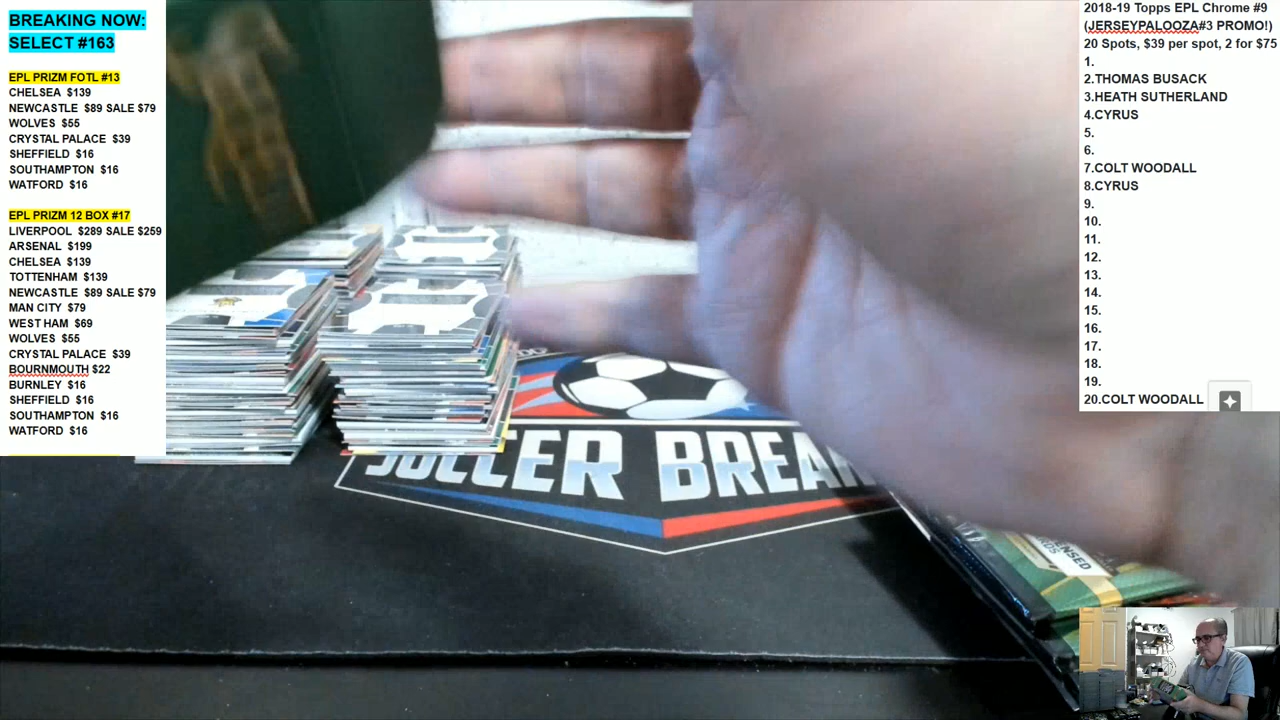 BREAKING NOW:
SELECT #163
EPL PRIZM FOTL #13
CHELSEA $139
NEWCASTLE $89 SALE $79
WOLVES $55
CRYSTAL PALACE $39
SHEFFIELD $16
SOUTHAMPTON $16
WATFORD $16
EPL PRIZM 12 BOX #17
LIVERPOOL $289 SALE $259
ARSENAL $199
CHELSEA $139
TOTTENHAM $139
NEWCASTLE $89 SALE $79
MAN CITY $79
WEST HAM $69
WOLVES $55
CRYSTAL PALACE $39
BOURNMOUTH $22
BURNLEY $16
SHEFFIELD $16
SOUTHAMPTON $16
WATFORD $16
2018-19 Topps EPL Chrome #9
(JERSEYPALOOZA#3 PROMO!)
20 Spots, $39 per spot, 2 for $75
1.
2.THOMAS BUSACK
3.HEATH SUTHERLAND
4.CYRUS
5.
6.
7.COLT WOODALL
8.CYRUS
9.
10.
11.
12.
13.
14.
15.
16.
17.
18.
19.
20.COLT WOODALL
SOCCER BREA